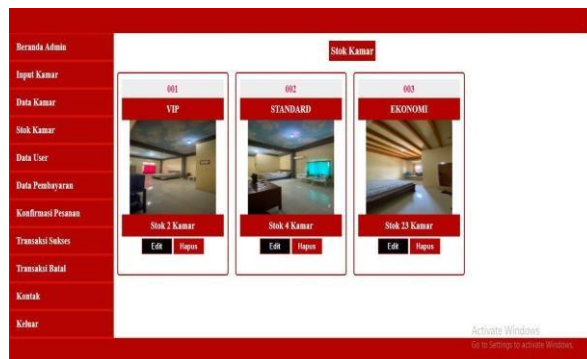 Stok Kamar
Beranda Admin
Input Kamar
Data Kamar
Stok Kamar
Data User
Data Pembayaran
Konfirmasi Pesanan
Transaksi Sukses
Transaksi Batal
Kontak
Keluar
001
VIP
Stok 2 Kamar
Edit Hapus
002
STANDARD
Stok 4 Kamar
Edit Hapus
003
EKONOMI
Stok 23 Kamar
Edit Hapus
Activate Windows
Go to Settings to activate Windows.